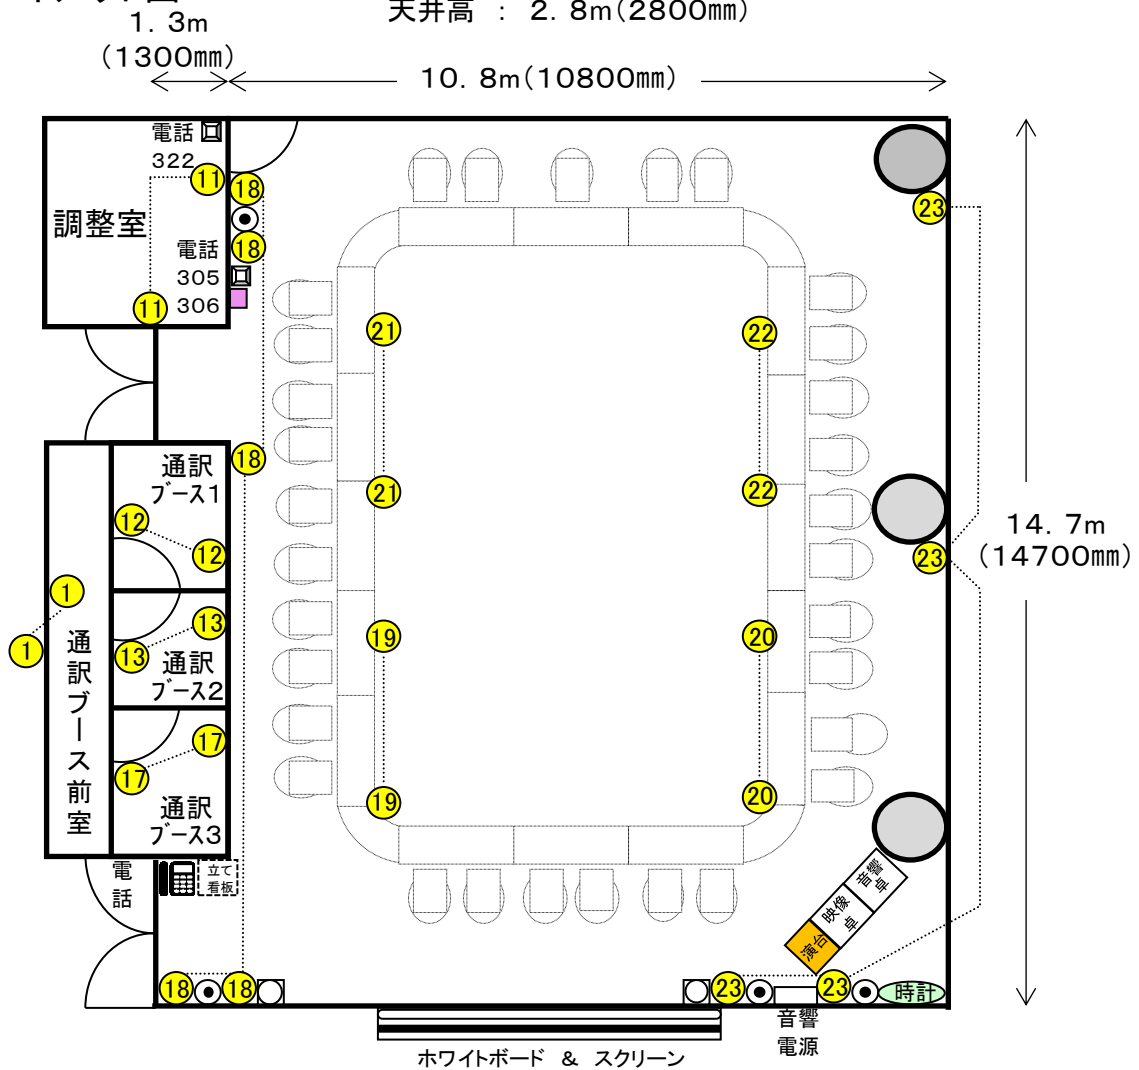 天井高 : 2.8m(2800㎜)
1.3m
(1300㎜)
10.8m(10800㎜)
電話
322
11
18
23
調整室
18
電話
305
306
11
21
22
18
通訳
ブース1
21
22
12
12
14.7m
(14700㎜)
23
1
13
1
13
通訳
ブース2
19
20
通訳ブース前室
17
17
通訳
ブース3
19
20
電話
立て
看板
音響卓
映像卓
演台
18
18
23
23
時計
音響
電源
ホワイトボード & スクリーン